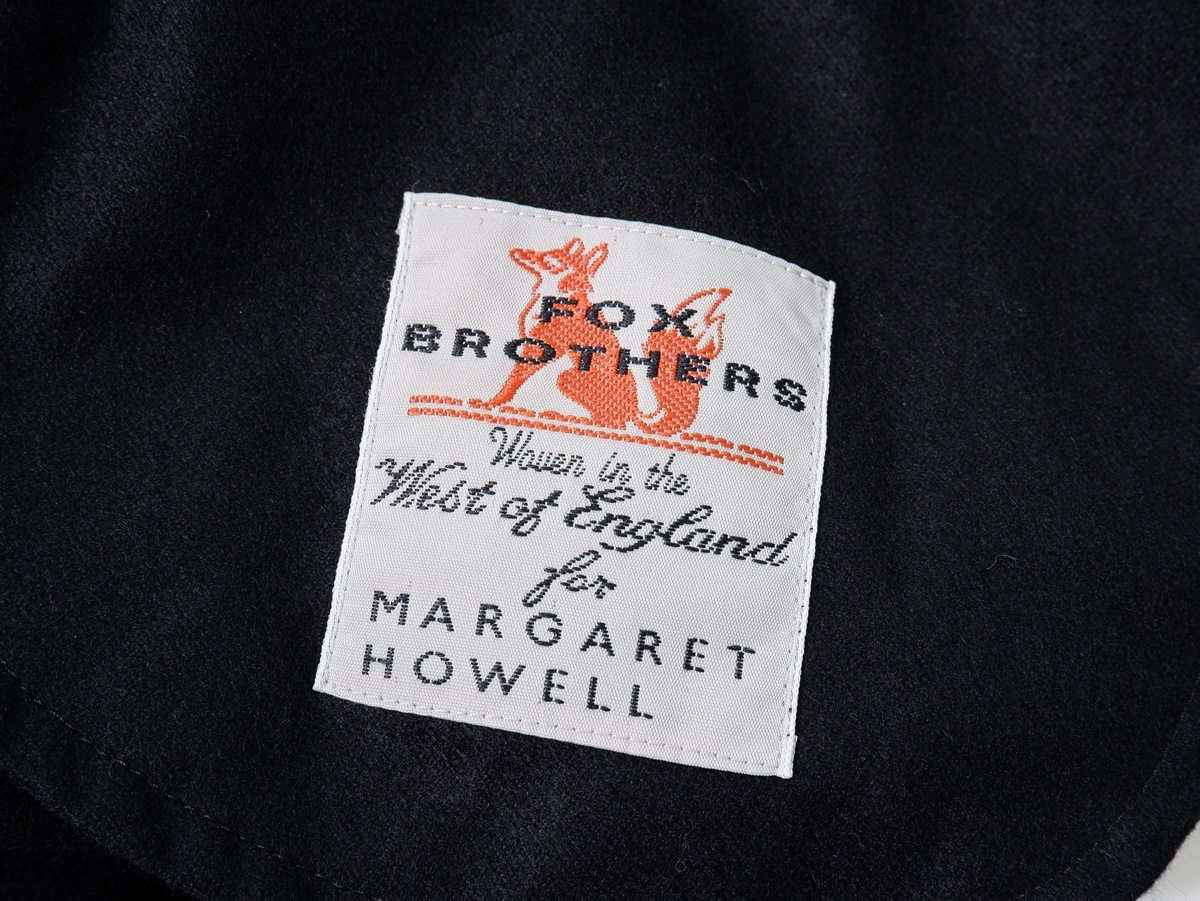 FOX
BROTHERS
Woven in the
West of England
for
MARGARET
HOWELL